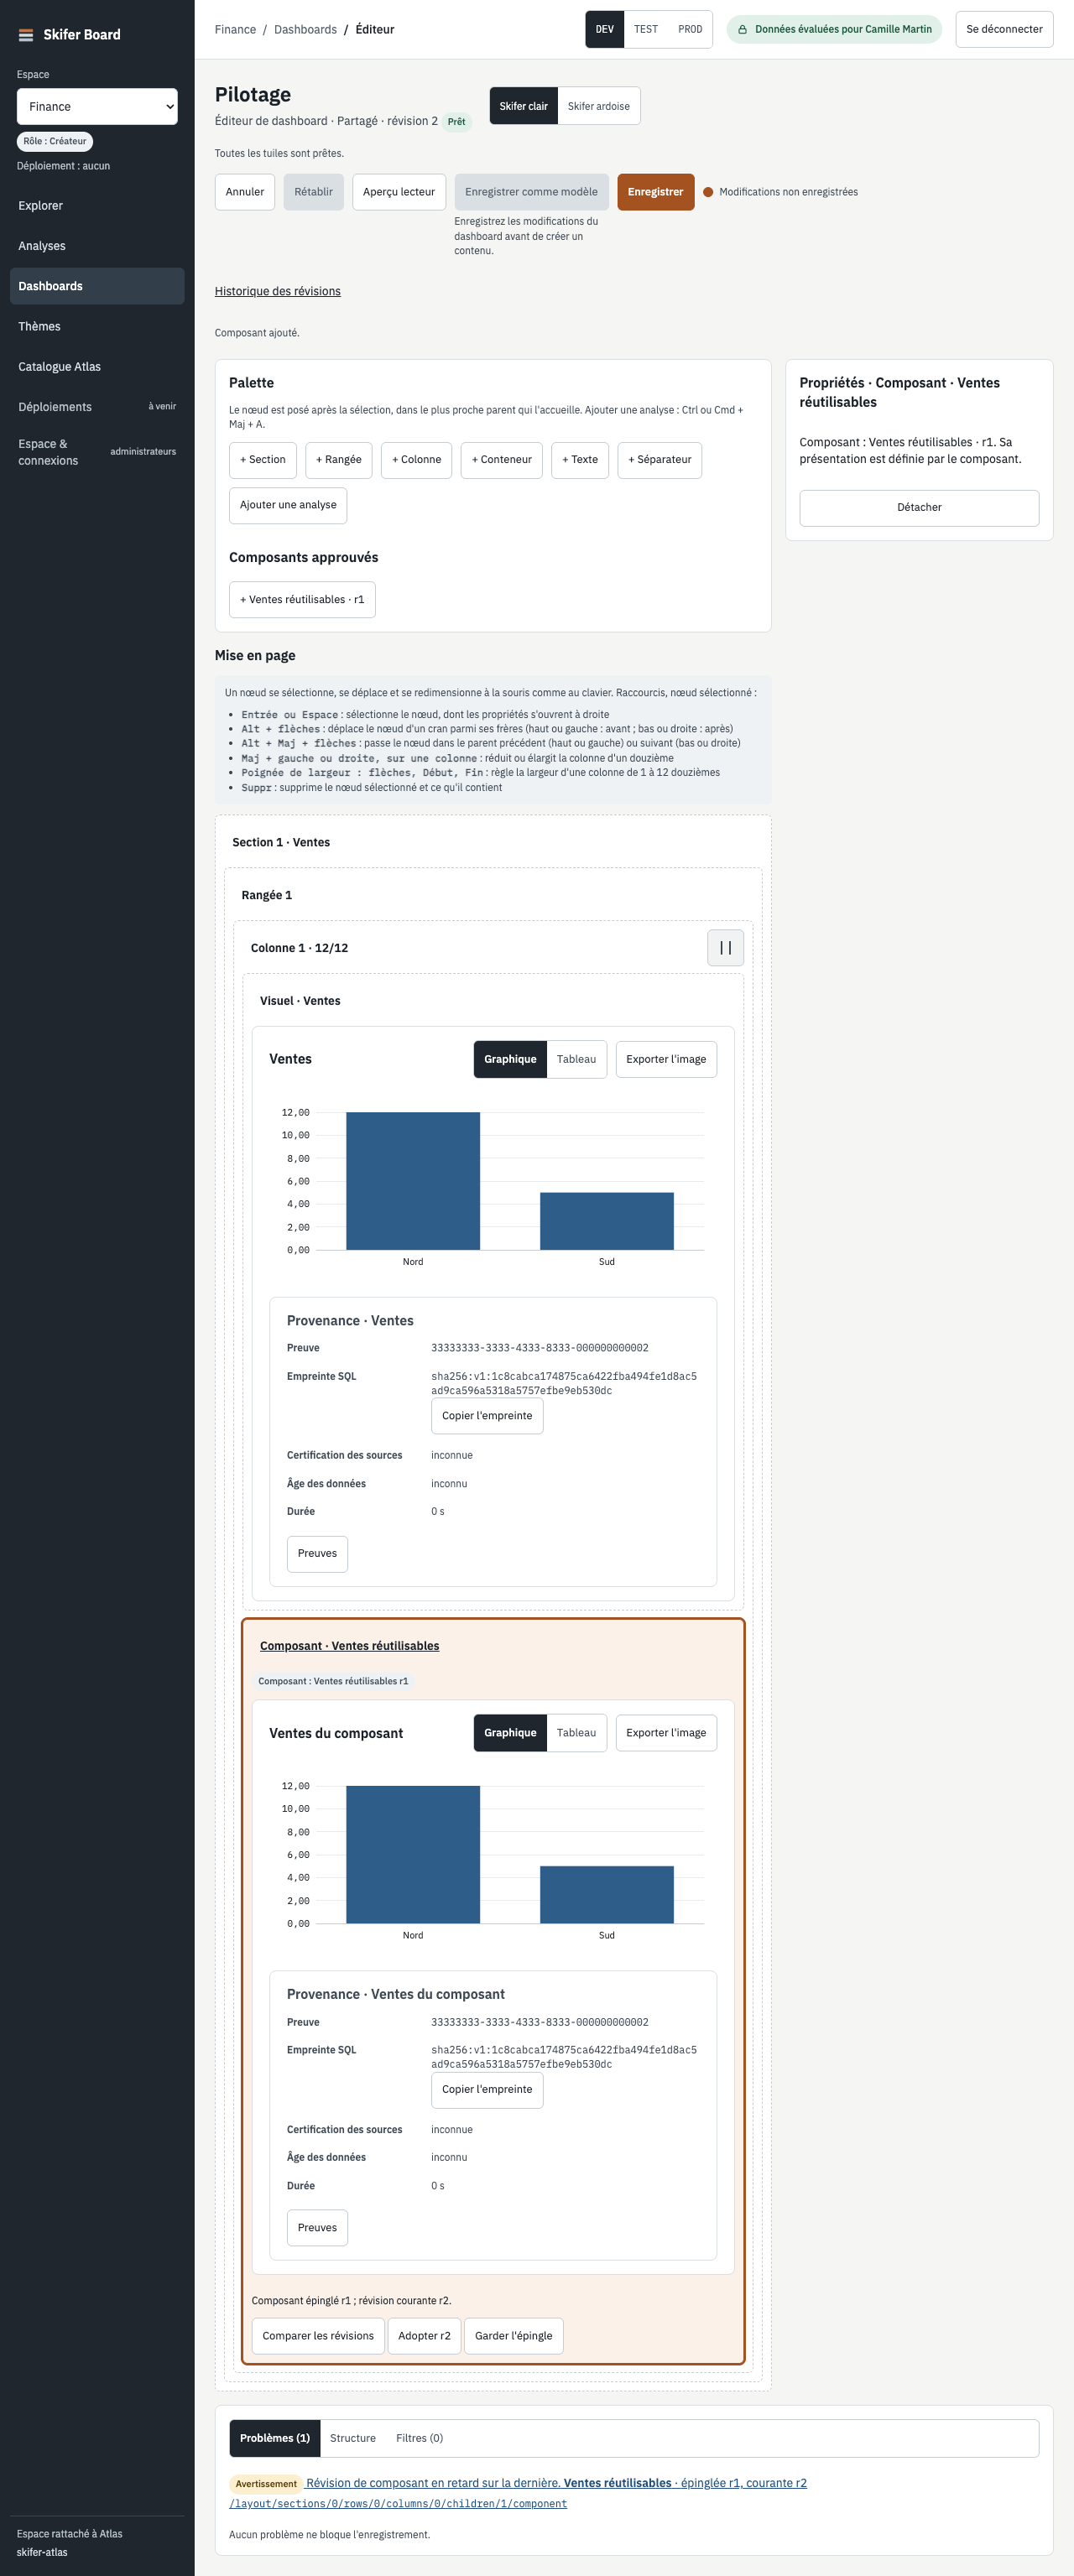 Skifer Board
Espace
Finance
Rôle : Créateur
Déploiement : aucun
Explorer
Analyses
Dashboards
Thèmes
Catalogue Atlas
Déploiements à venir
Espace &
connexions
administrateurs
Espace rattaché à Atlas
skifer-atlas
Finance / Dashboards / Éditeur
DEV TEST PROD
Données évaluées pour Camille Martin
Se déconnecter
Pilotage
Éditeur de dashboard · Partagé · révision 2 Prêt
Skifer clair Skifer ardoise
Toutes les tuiles sont prêtes.
Annuler Rétablir Aperçu lecteur Enregistrer comme modèle Enregistrer Modifications non enregistrées
Enregistrez les modifications du
dashboard avant de créer un
contenu.
Historique des révisions
Composant ajouté.
Palette
Le nœud est posé après la sélection, dans le plus proche parent qui l'accueille. Ajouter une analyse : Ctrl ou Cmd +
Maj + A.
+ Section + Rangée + Colonne + Conteneur + Texte + Séparateur
Ajouter une analyse
Composants approuvés
+ Ventes réutilisables · r1
Propriétés · Composant · Ventes
réutilisables
Composant : Ventes réutilisables · r1. Sa
présentation est définie par le composant.
Détacher
Mise en page
Un nœud se sélectionne, se déplace et se redimensionne à la souris comme au clavier. Raccourcis, nœud sélectionné :
• Entrée ou Espace : sélectionne le nœud, dont les propriétés s'ouvrent à droite
• Alt + flèches : déplace le nœud d'un cran parmi ses frères (haut ou gauche : avant ; bas ou droite : après)
• Alt + Maj + flèches : passe le nœud dans le parent précédent (haut ou gauche) ou suivant (bas ou droite)
• Maj + gauche ou droite, sur une colonne : réduit ou élargit la colonne d'un douzième
• Poignée de largeur : flèches, Début, Fin : règle la largeur d'une colonne de 1 à 12 douzièmes
• Suppr : supprime le nœud sélectionné et ce qu'il contient
Section 1 · Ventes
Rangée 1
Colonne 1 · 12/12
Visuel · Ventes
Ventes
Graphique Tableau Exporter l'image
12,00
10,00
8,00
6,00
4,00
2,00
0,00
Nord Sud
Provenance · Ventes
Preuve 33333333-3333-4333-8333-000000000002
Empreinte SQL sha256:v1:1c8cabca174875ca6422fba494fe1d8ac5
ad9ca596a5318a5757efbe9eb530dc
Copier l'empreinte
Certification des sources inconnue
Âge des données inconnu
Durée 0 s
Preuves
Composant · Ventes réutilisables
Composant : Ventes réutilisables r1
Ventes du composant
Graphique Tableau Exporter l'image
12,00
10,00
8,00
6,00
4,00
2,00
0,00
Nord Sud
Provenance · Ventes du composant
Preuve 33333333-3333-4333-8333-000000000002
Empreinte SQL sha256:v1:1c8cabca174875ca6422fba494fe1d8ac5
ad9ca596a5318a5757efbe9eb530dc
Copier l'empreinte
Certification des sources inconnue
Âge des données inconnu
Durée 0 s
Preuves
Composant épinglé r1 ; révision courante r2.
Comparer les révisions Adopter r2 Garder l'épingle
Problèmes (1) Structure Filtres (0)
Avertissement Révision de composant en retard sur la dernière. Ventes réutilisables · épinglée r1, courante r2
/layout/sections/0/rows/0/columns/0/children/1/component
Aucun problème ne bloque l'enregistrement.